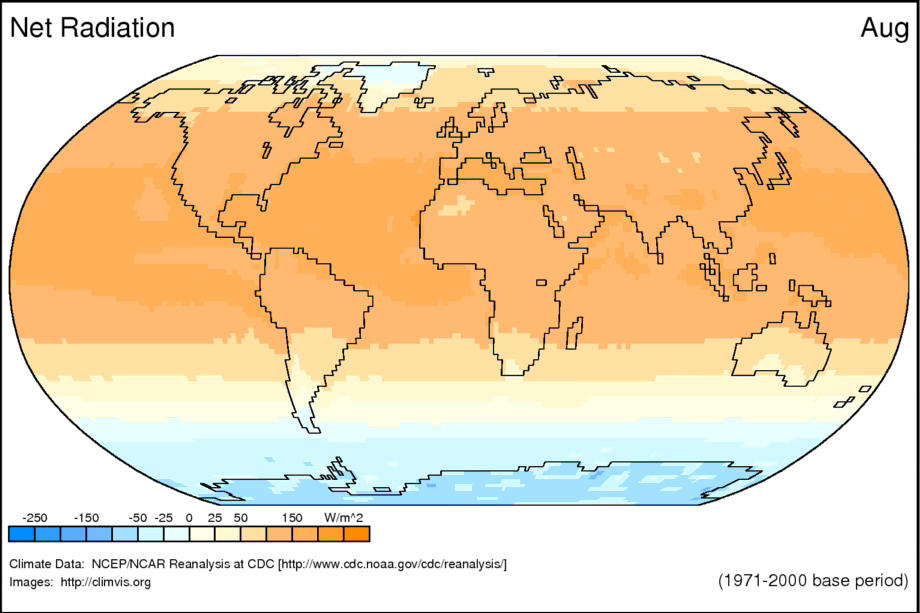 Net Radiation
Aug
-250 -150 -50 -25 0 25 50 150 W/m^2
Climate Data: NCEP/NCAR Reanalysis at CDC [http://www.cdc.noaa.gov/cdc/reanalysis/]
Images: http://climvis.org
(1971-2000 base period)